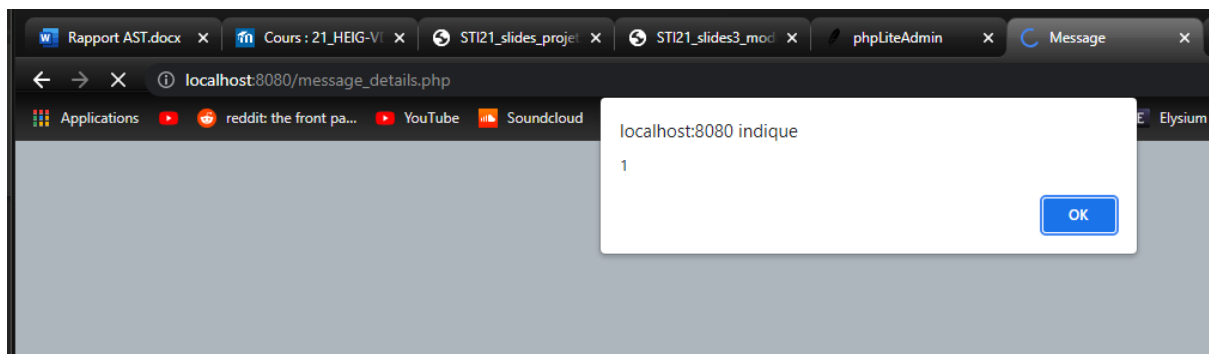 Rapport AST.docx
Cours : 21_HEIG-V
STI21_slides_projet
STI21_slides3_mod
phpLiteAdmin
Message
localhost:8080/message_details.php
Applications
reddit: the front pa...
YouTube
Soundcloud
Elysium
localhost:8080 indique
1
OK